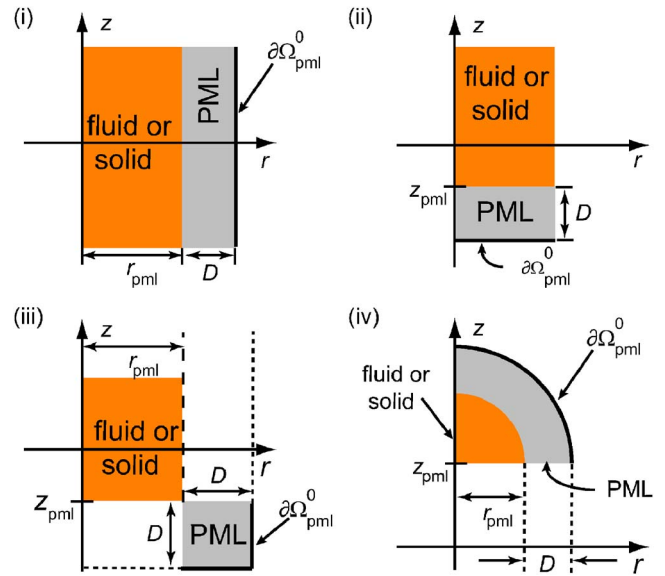 (i)
z
PML
∂Ω⁰pml
fluid or
solid
r
rpml
D
(ii)
z
fluid or
solid
r
zpml
PML
D
∂Ω⁰pml
(iii)
z
rpml
fluid or
solid
r
D
zpml
D
PML
∂Ω⁰pml
(iv)
z
∂Ω⁰pml
fluid or
solid
zpml
rpml
PML
D
r